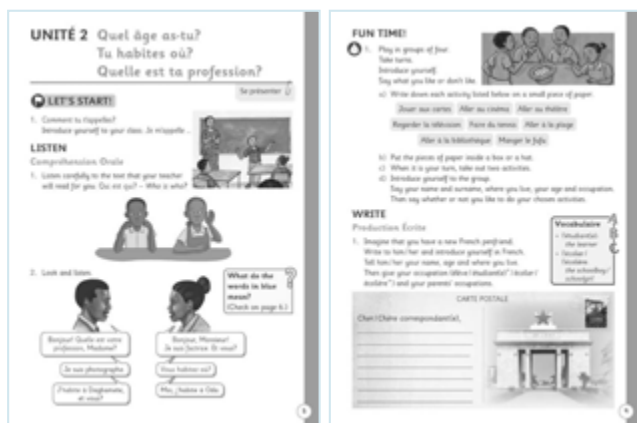 UNITÉ 2 Quel âge as-tu?
Tu habites où?
Quelle est ta profession?
Se présenter
LET'S START!
1. Comment tu t'appelles?
Introduce yourself to your class. Je m'appelle ...
LISTEN
Compréhension Orale
1. Listen carefully to the text that your teacher
will read for you. Qui est qui? – Who is who?
2. Look and listen.
What do the
words in blue
mean?
(Check on page 6.)
Bonjour! Quelle est votre
profession, Madame?
Bonjour, Monsieur!
Je suis factrice. Et vous?
Je suis photographe
Vous habitez où?
J'habite à
et vous?
Moi, j'habite à Oda.
5
FUN TIME!
1. Play in groups of four.
Take turns.
Introduce yourself.
Say what you like or don't like.
a) Write down each activity listed below on a small piece of paper.
Jouer aux cartes Aller au cinéma Aller au théâtre
Regarder la télévision Faire du tennis Aller à la plage
Aller à la bibliothèque Manger le fufu
b) Put the pieces of paper inside a box or a hat.
c) When it is your turn, take out two activities.
d) Introduce yourself to the group.
Say your name and surname, where you live, your age and occupation.
Then say whether or not you like to do your chosen activities.
WRITE
Production Écrite
1. Imagine that you have a new French penfriend.
Write to him/her and introduce yourself in French.
Tell him/her your name, age and where you live.
Then give your occupation (élève/étudiant(e)*/écolier/
écolière*) and your parents' occupations.
ABC
Vocabulaire
• l'étudiant(e):
the learner
• l'écolier/
l'écolière:
the schoolboy/
schoolgirl
CARTE POSTALE
Cher/Chère correspondant(e),